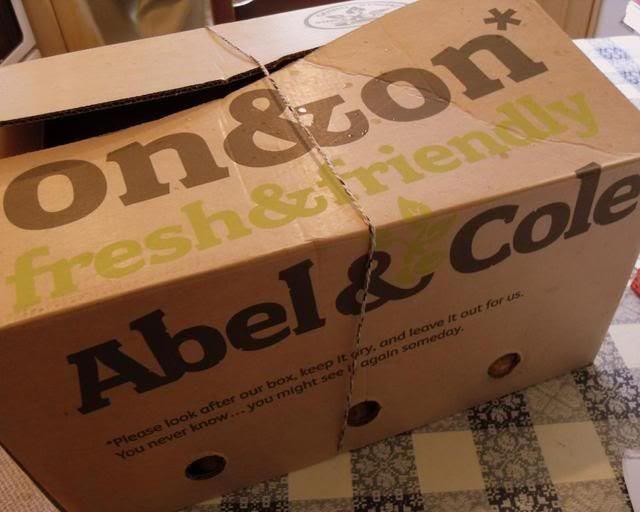 on&on*
fresh&friendly
Abel & Cole
*Please look after our box, keep it dry, and leave it out for us.
You never know... you might see it again someday.